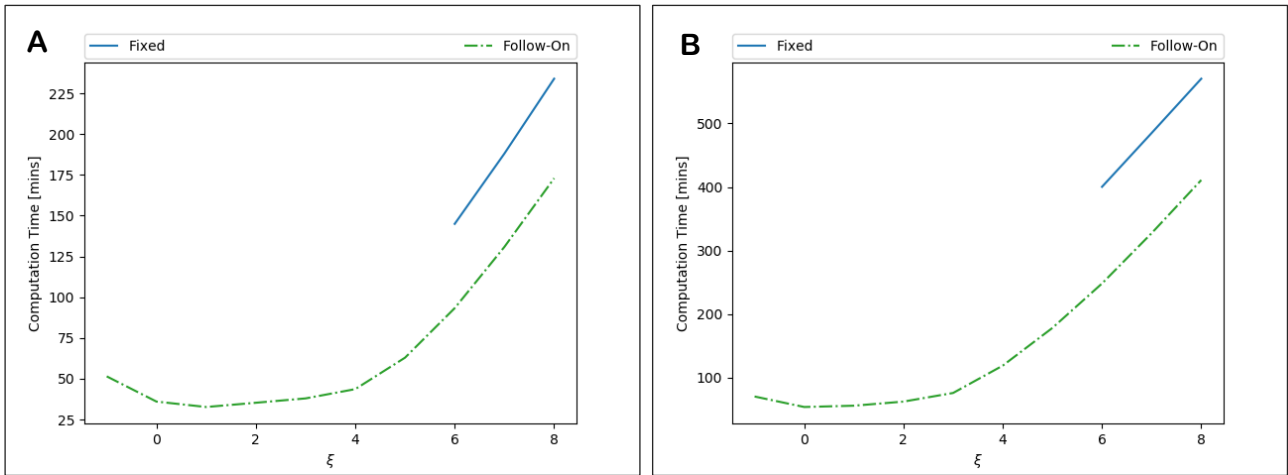 A
Fixed
Follow-On
225
200
175
150
125
100
75
50
25
Computation Time [mins]
0
2
4
6
8
ξ
B
Fixed
Follow-On
500
400
300
200
100
Computation Time [mins]
0
2
4
6
8
ξ